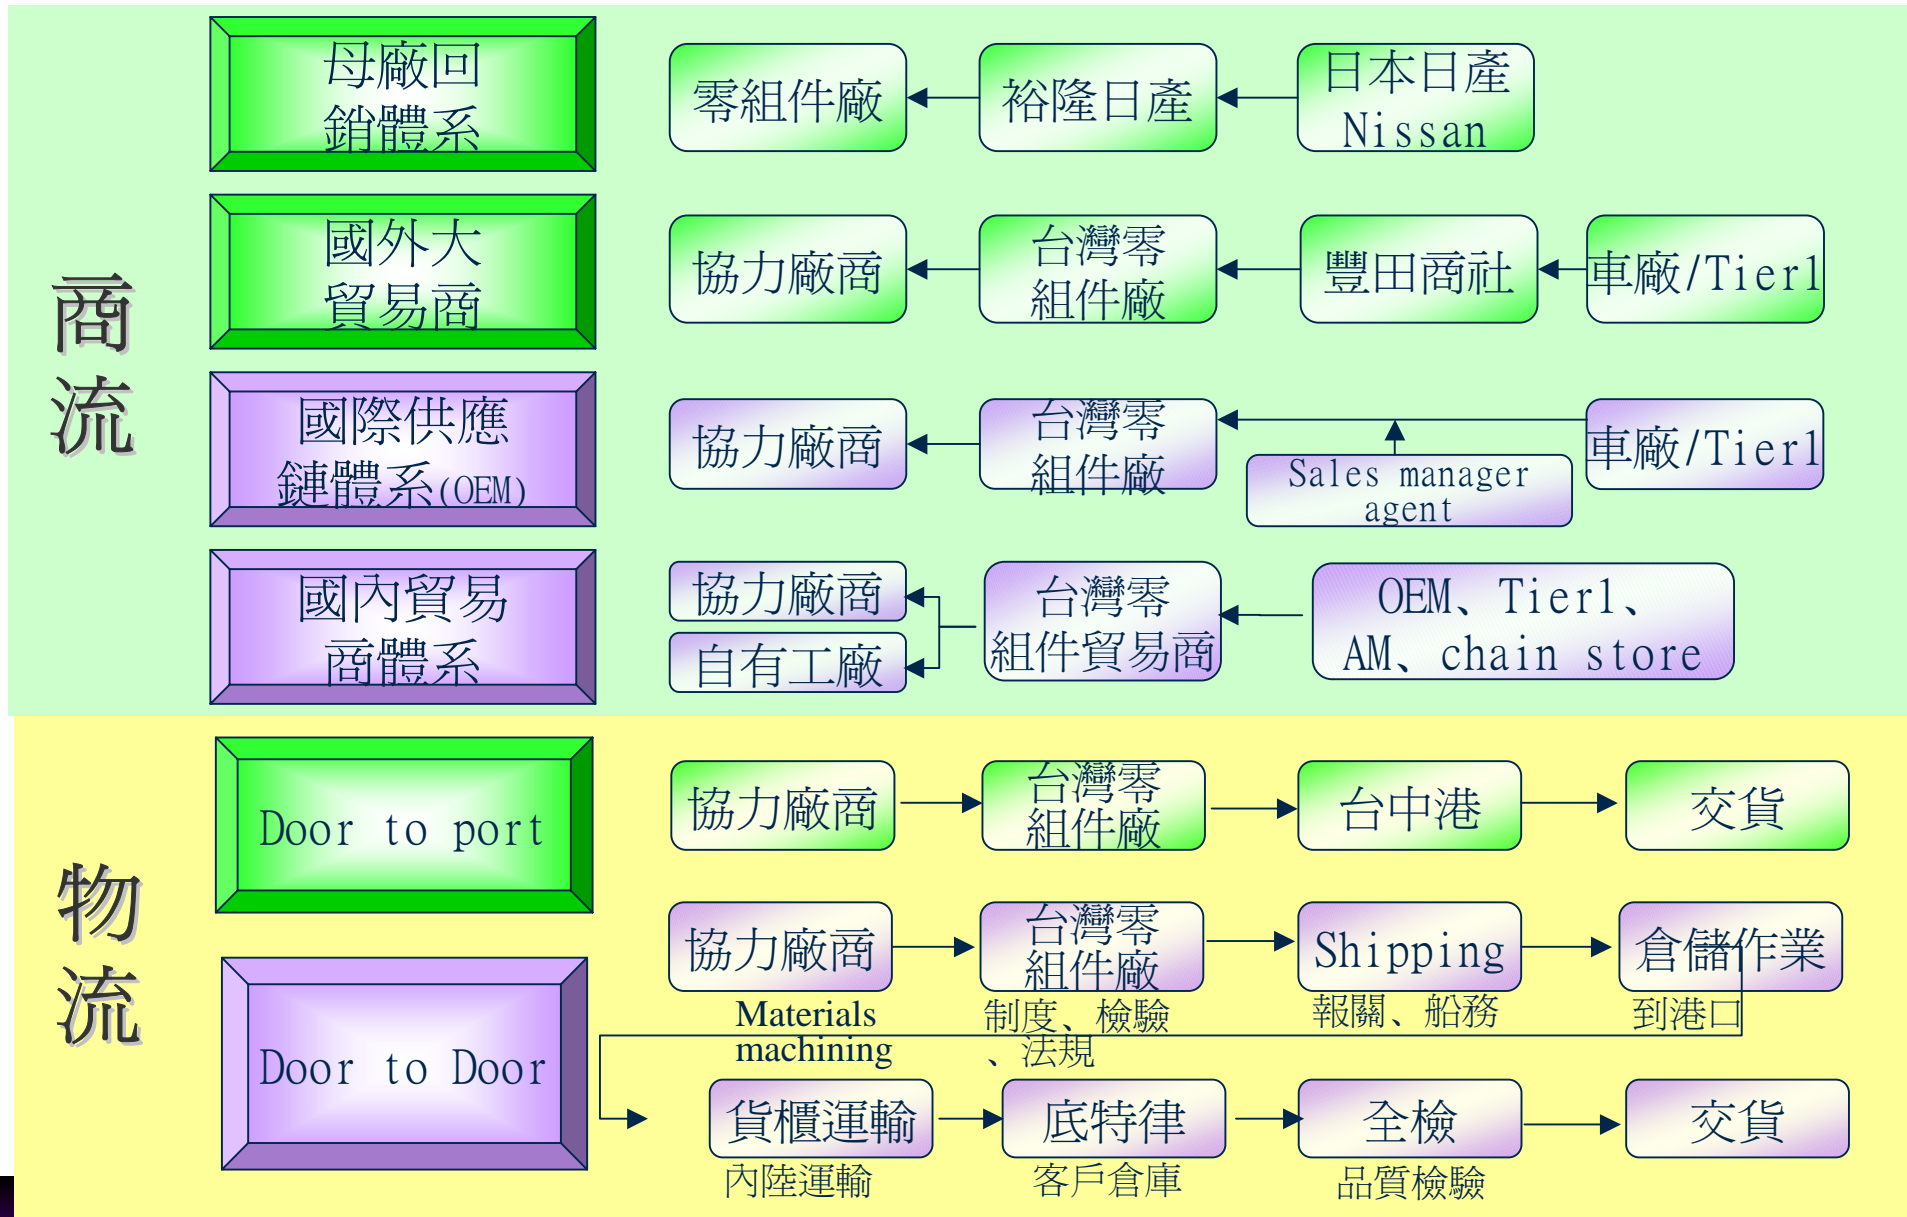 商
流
母廠回
銷體系
零組件廠
裕隆日產
日本日產
Nissan
國外大
貿易商
協力廠商
台灣零
組件廠
豐田商社
車廠/Tier1
國際供應
鏈體系(OEM)
協力廠商
台灣零
組件廠
Sales manager
agent
車廠/Tier1
國內貿易
商體系
協力廠商
自有工廠
台灣零
組件貿易商
OEM、Tier1、
AM、chain store
物
流
Door to port
協力廠商
台灣零
組件廠
台中港
交貨
Door to Door
協力廠商
Materials
machining
台灣零
組件廠
制度、檢驗
、法規
Shipping
報關、船務
倉儲作業
到港口
貨櫃運輸
內陸運輸
底特律
客戶倉庫
全檢
品質檢驗
交貨